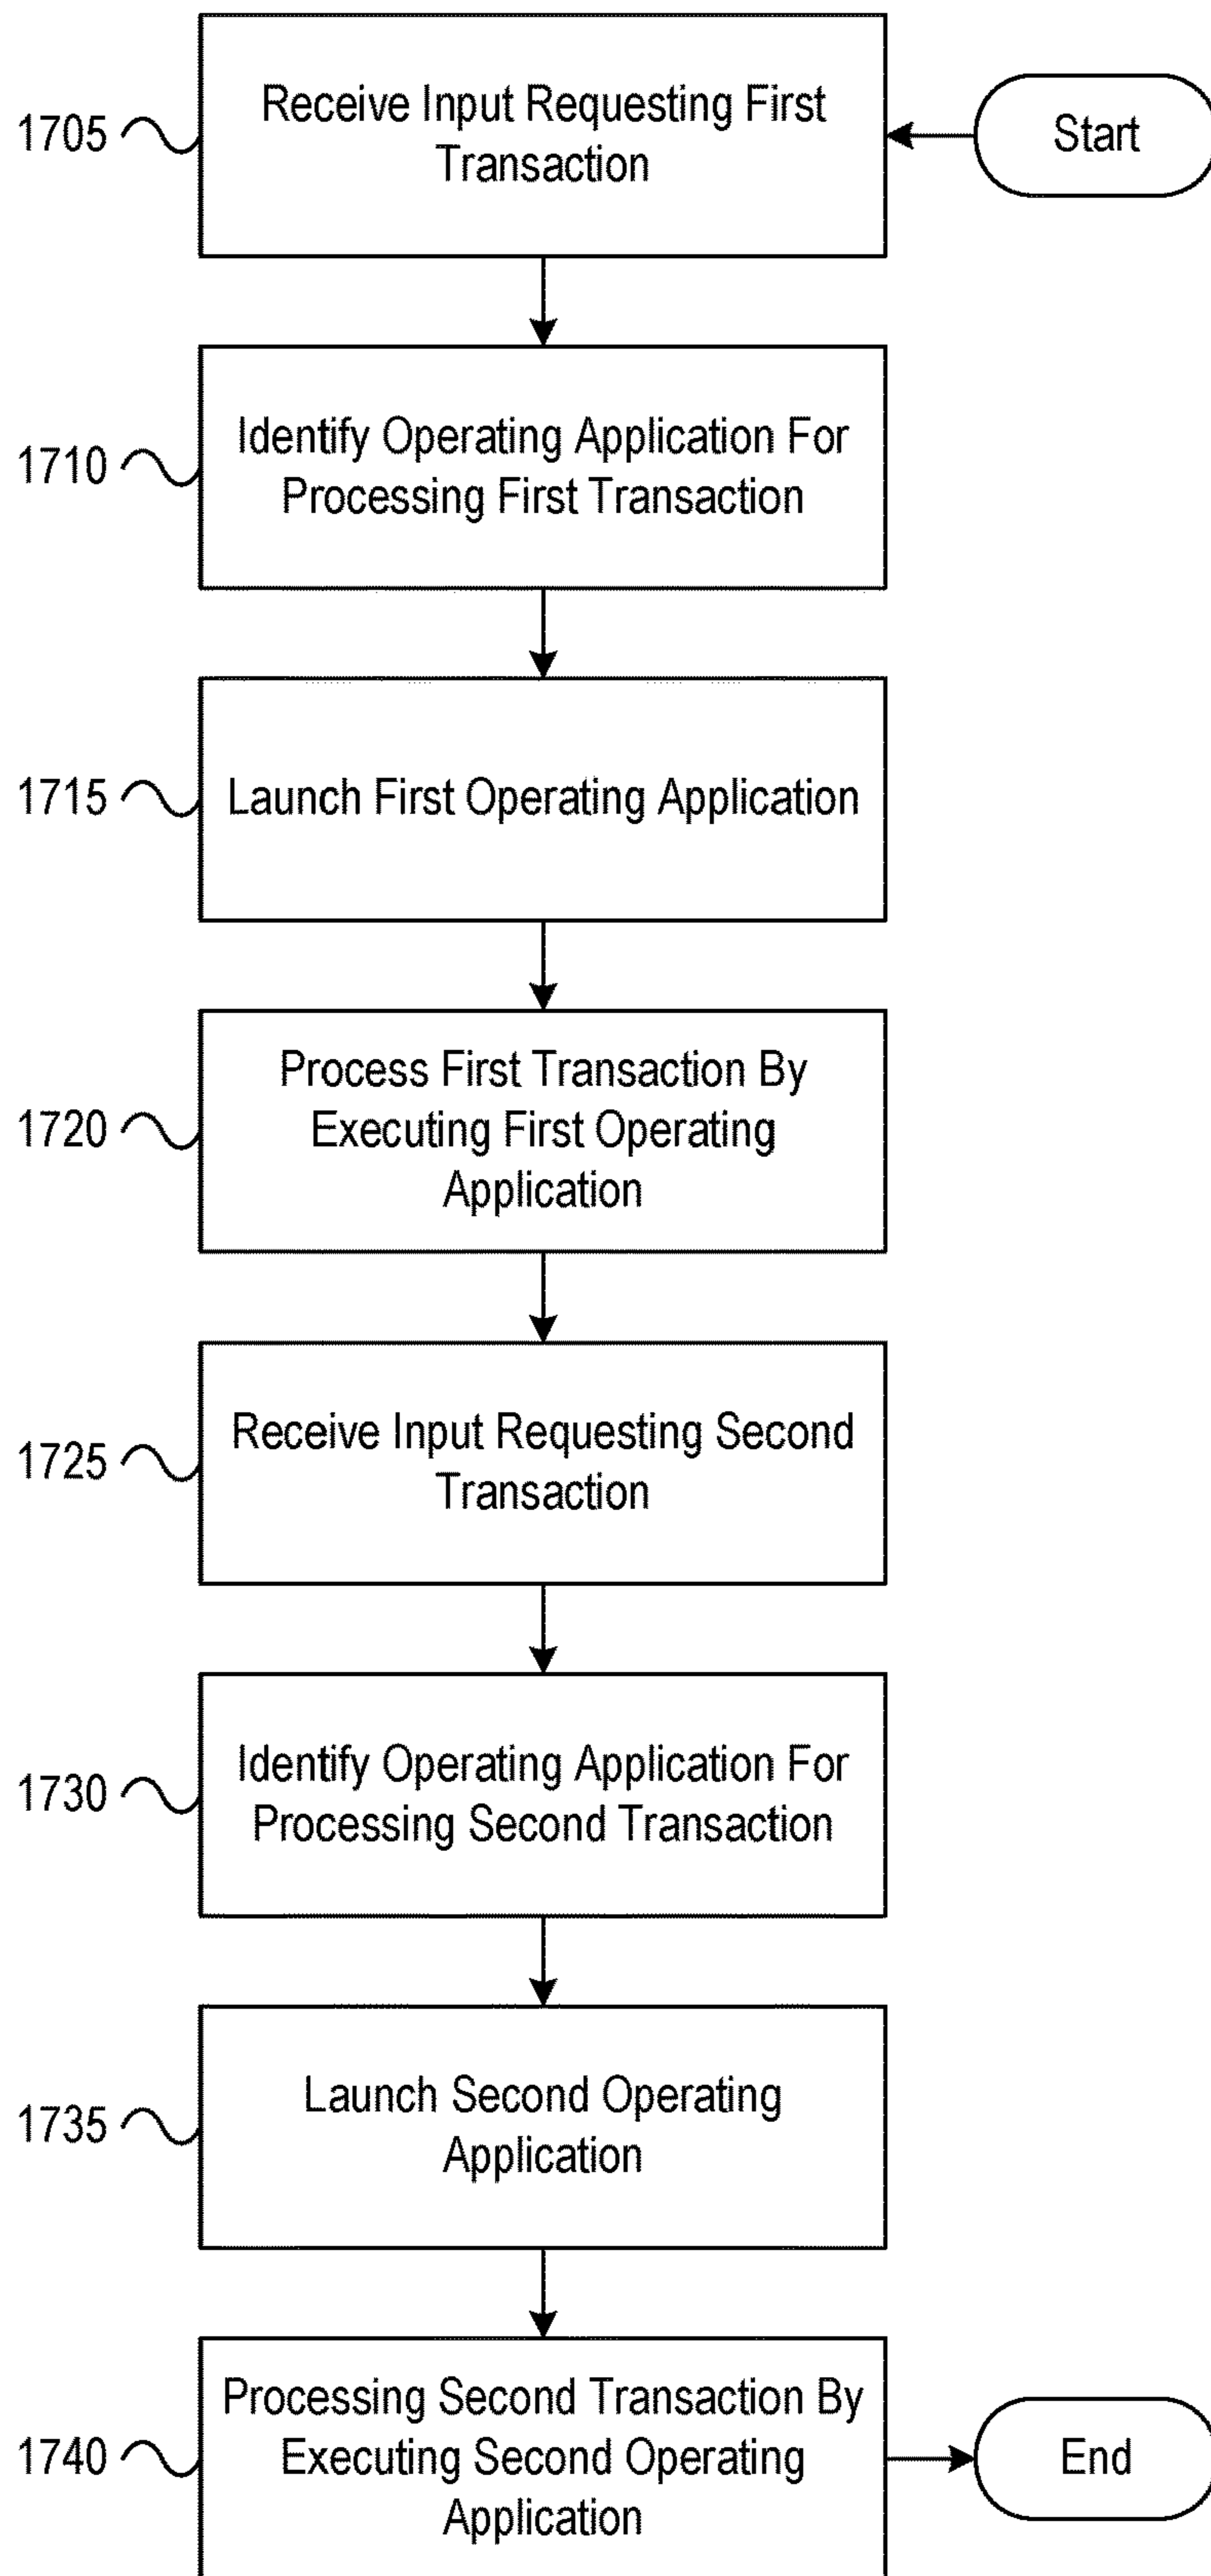 Start
1705
Receive Input Requesting First
Transaction
1710
Identify Operating Application For
Processing First Transaction
1715
Launch First Operating Application
1720
Process First Transaction By
Executing First Operating
Application
1725
Receive Input Requesting Second
Transaction
1730
Identify Operating Application For
Processing Second Transaction
1735
Launch Second Operating
Application
1740
Processing Second Transaction By
Executing Second Operating
Application
End